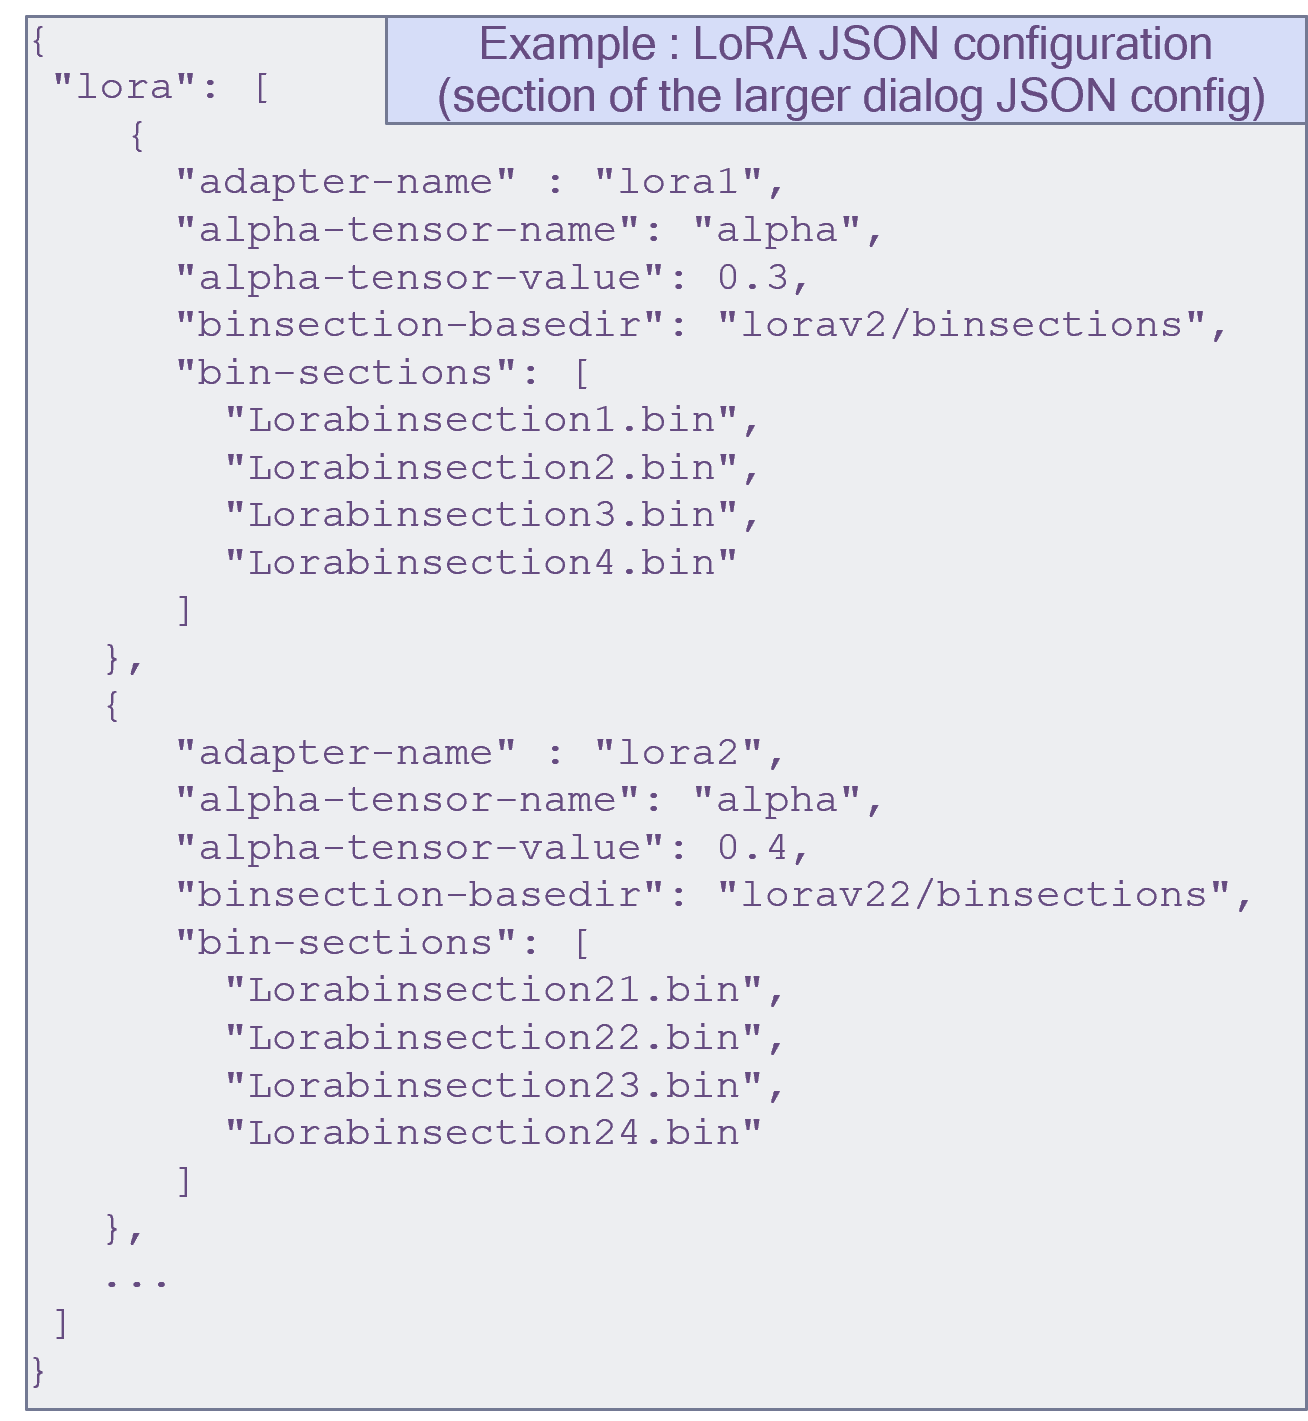 Example : LoRA JSON configuration
(section of the larger dialog JSON config)
{
 "lora": [
    {
      "adapter-name" : "lora1",
      "alpha-tensor-name": "alpha",
      "alpha-tensor-value": 0.3,
      "binsection-basedir": "lorav2/binsections",
      "bin-sections": [
        "Lorabinsection1.bin",
        "Lorabinsection2.bin",
        "Lorabinsection3.bin",
        "Lorabinsection4.bin"
      ]
   },
   {
      "adapter-name" : "lora2",
      "alpha-tensor-name": "alpha",
      "alpha-tensor-value": 0.4,
      "binsection-basedir": "lorav22/binsections",
      "bin-sections": [
        "Lorabinsection21.bin",
        "Lorabinsection22.bin",
        "Lorabinsection23.bin",
        "Lorabinsection24.bin"
      ]
   },
   ...
 ]
}